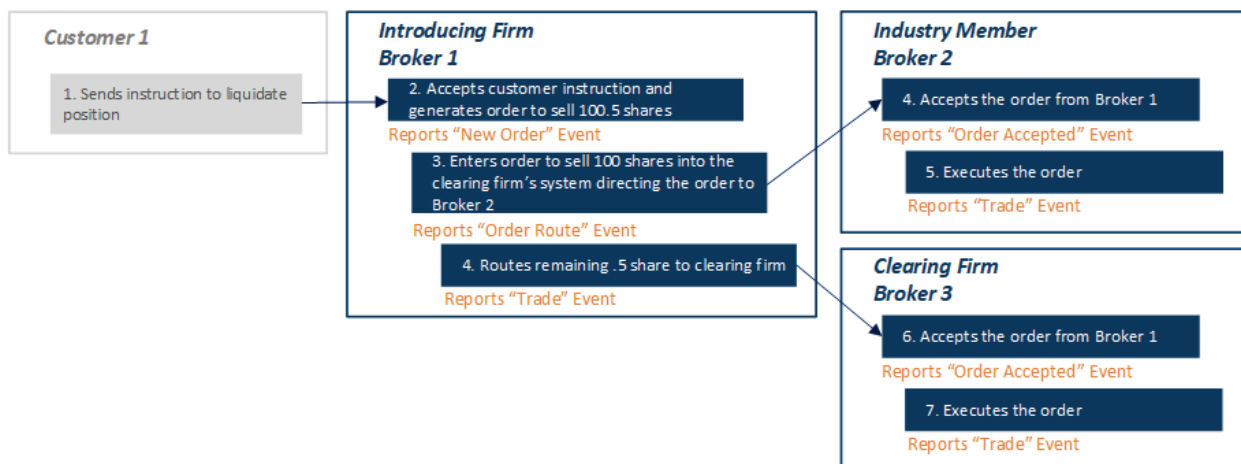 Customer 1
1. Sends instruction to liquidate
position
Introducing Firm
Broker 1
2. Accepts customer instruction and
generates order to sell 100.5 shares
Reports “New Order” Event
3. Enters order to sell 100 shares into the
clearing firm’s system directing the order to
Broker 2
Reports “Order Route” Event
4. Routes remaining .5 share to clearing firm
Reports “Trade” Event
Industry Member
Broker 2
4. Accepts the order from Broker 1
Reports “Order Accepted” Event
5. Executes the order
Reports “Trade” Event
Clearing Firm
Broker 3
6. Accepts the order from Broker 1
Reports “Order Accepted” Event
7. Executes the order
Reports “Trade” Event